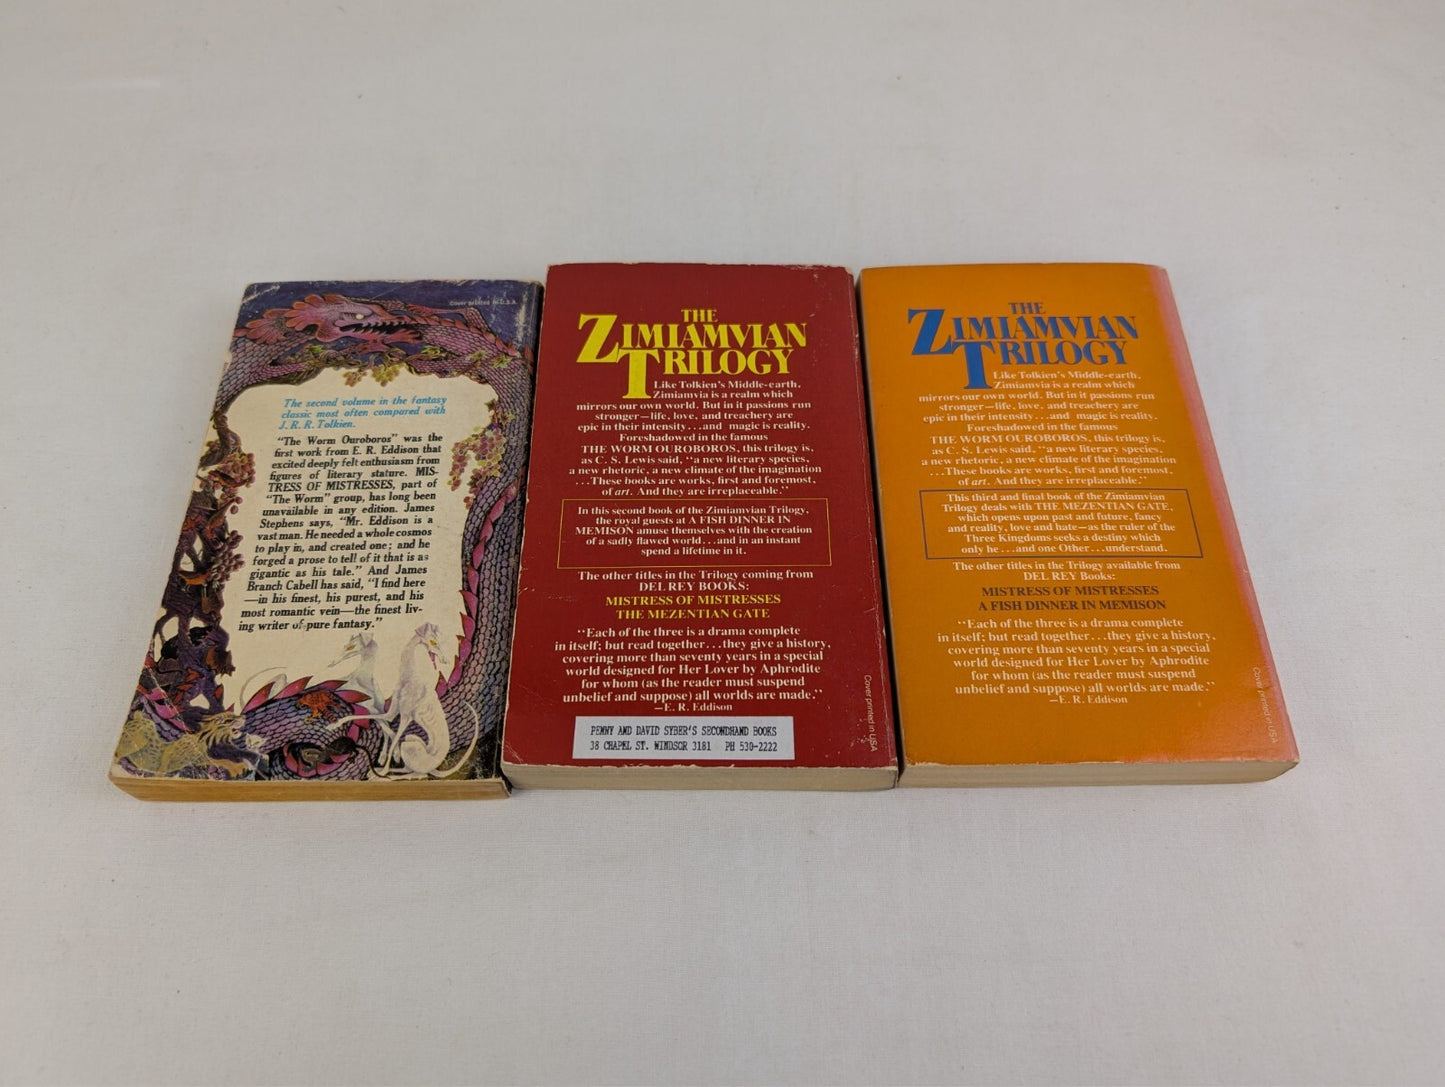 Cover printed in U.S.A.
The second volume in the fantasy
classic most often compared with
J. R. R. Tolkien.
"The Worm Ouroboros" was the
first work from E. R. Eddison that
excited deeply felt enthusiasm from
figures of literary stature. MIS-
TRESS OF MISTRESSES, part of
"The Worm" group, has long been
unavailable in any edition. James
Stephens says, "Mr. Eddison is a
vast man. He needed a whole cosmos
to play in, and created one; and he
forged a prose to tell of it that is as
gigantic as his tale." And James
Branch Cabell has said, "I find here
—in his finest, his purest, and his
most romantic vein—the finest liv-
ing writer of pure fantasy."
THE
ZIMIAMVIAN
TRILOGY
Like Tolkien's Middle-earth,
Zimiamvia is a realm which
mirrors our own world. But in it passions run
stronger—life, love, and treachery are
epic in their intensity...and magic is reality.
Foreshadowed in the famous
THE WORM OUROBOROS, this trilogy is,
as C. S. Lewis said, "a new literary species,
a new rhetoric, a new climate of the imagination
...These books are works, first and foremost,
of art. And they are irreplaceable."
In this second book of the Zimiamvian Trilogy,
the royal guests at A FISH DINNER IN
MEMISON amuse themselves with the creation
of a sadly flawed world...and in an instant
spend a lifetime in it.
The other titles in the Trilogy coming from
DEL REY BOOKS:
MISTRESS OF MISTRESSES
THE MEZENTIAN GATE
"Each of the three is a drama complete
in itself; but read together...they give a history,
covering more than seventy years in a special
world designed for Her Lover by Aphrodite
for whom (as the reader must suspend
unbelief and suppose) all worlds are made."
—E. R. Eddison
Cover printed in USA
PENNY AND DAVID SYBER'S SECONDHAND BOOKS
38 CHAPEL ST. WINDSOR 3181 PH 530-2222
THE
ZIMIAMVIAN
TRILOGY
Like Tolkien's Middle-earth,
Zimiamvia is a realm which
mirrors our own world. But in it passions run
stronger—life, love, and treachery are
epic in their intensity...and magic is reality.
Foreshadowed in the famous
THE WORM OUROBOROS, this trilogy is,
as C. S. Lewis said, "a new literary species,
a new rhetoric, a new climate of the imagination
...These books are works, first and foremost,
of art. And they are irreplaceable."
This third and final book of the Zimiamvian
Trilogy deals with THE MEZENTIAN GATE,
which opens upon past and future, fancy
and reality, love and hate—as the ruler of the
Three Kingdoms seeks a destiny which
only he...and one Other...understand.
The other titles in the Trilogy available from
DEL REY Books:
MISTRESS OF MISTRESSES
A FISH DINNER IN MEMISON
"Each of the three is a drama complete
in itself; but read together...they give a history,
covering more than seventy years in a special
world designed for Her Lover by Aphrodite
for whom (as the reader must suspend
unbelief and suppose) all worlds are made."
—E. R. Eddison
Cover printed in USA